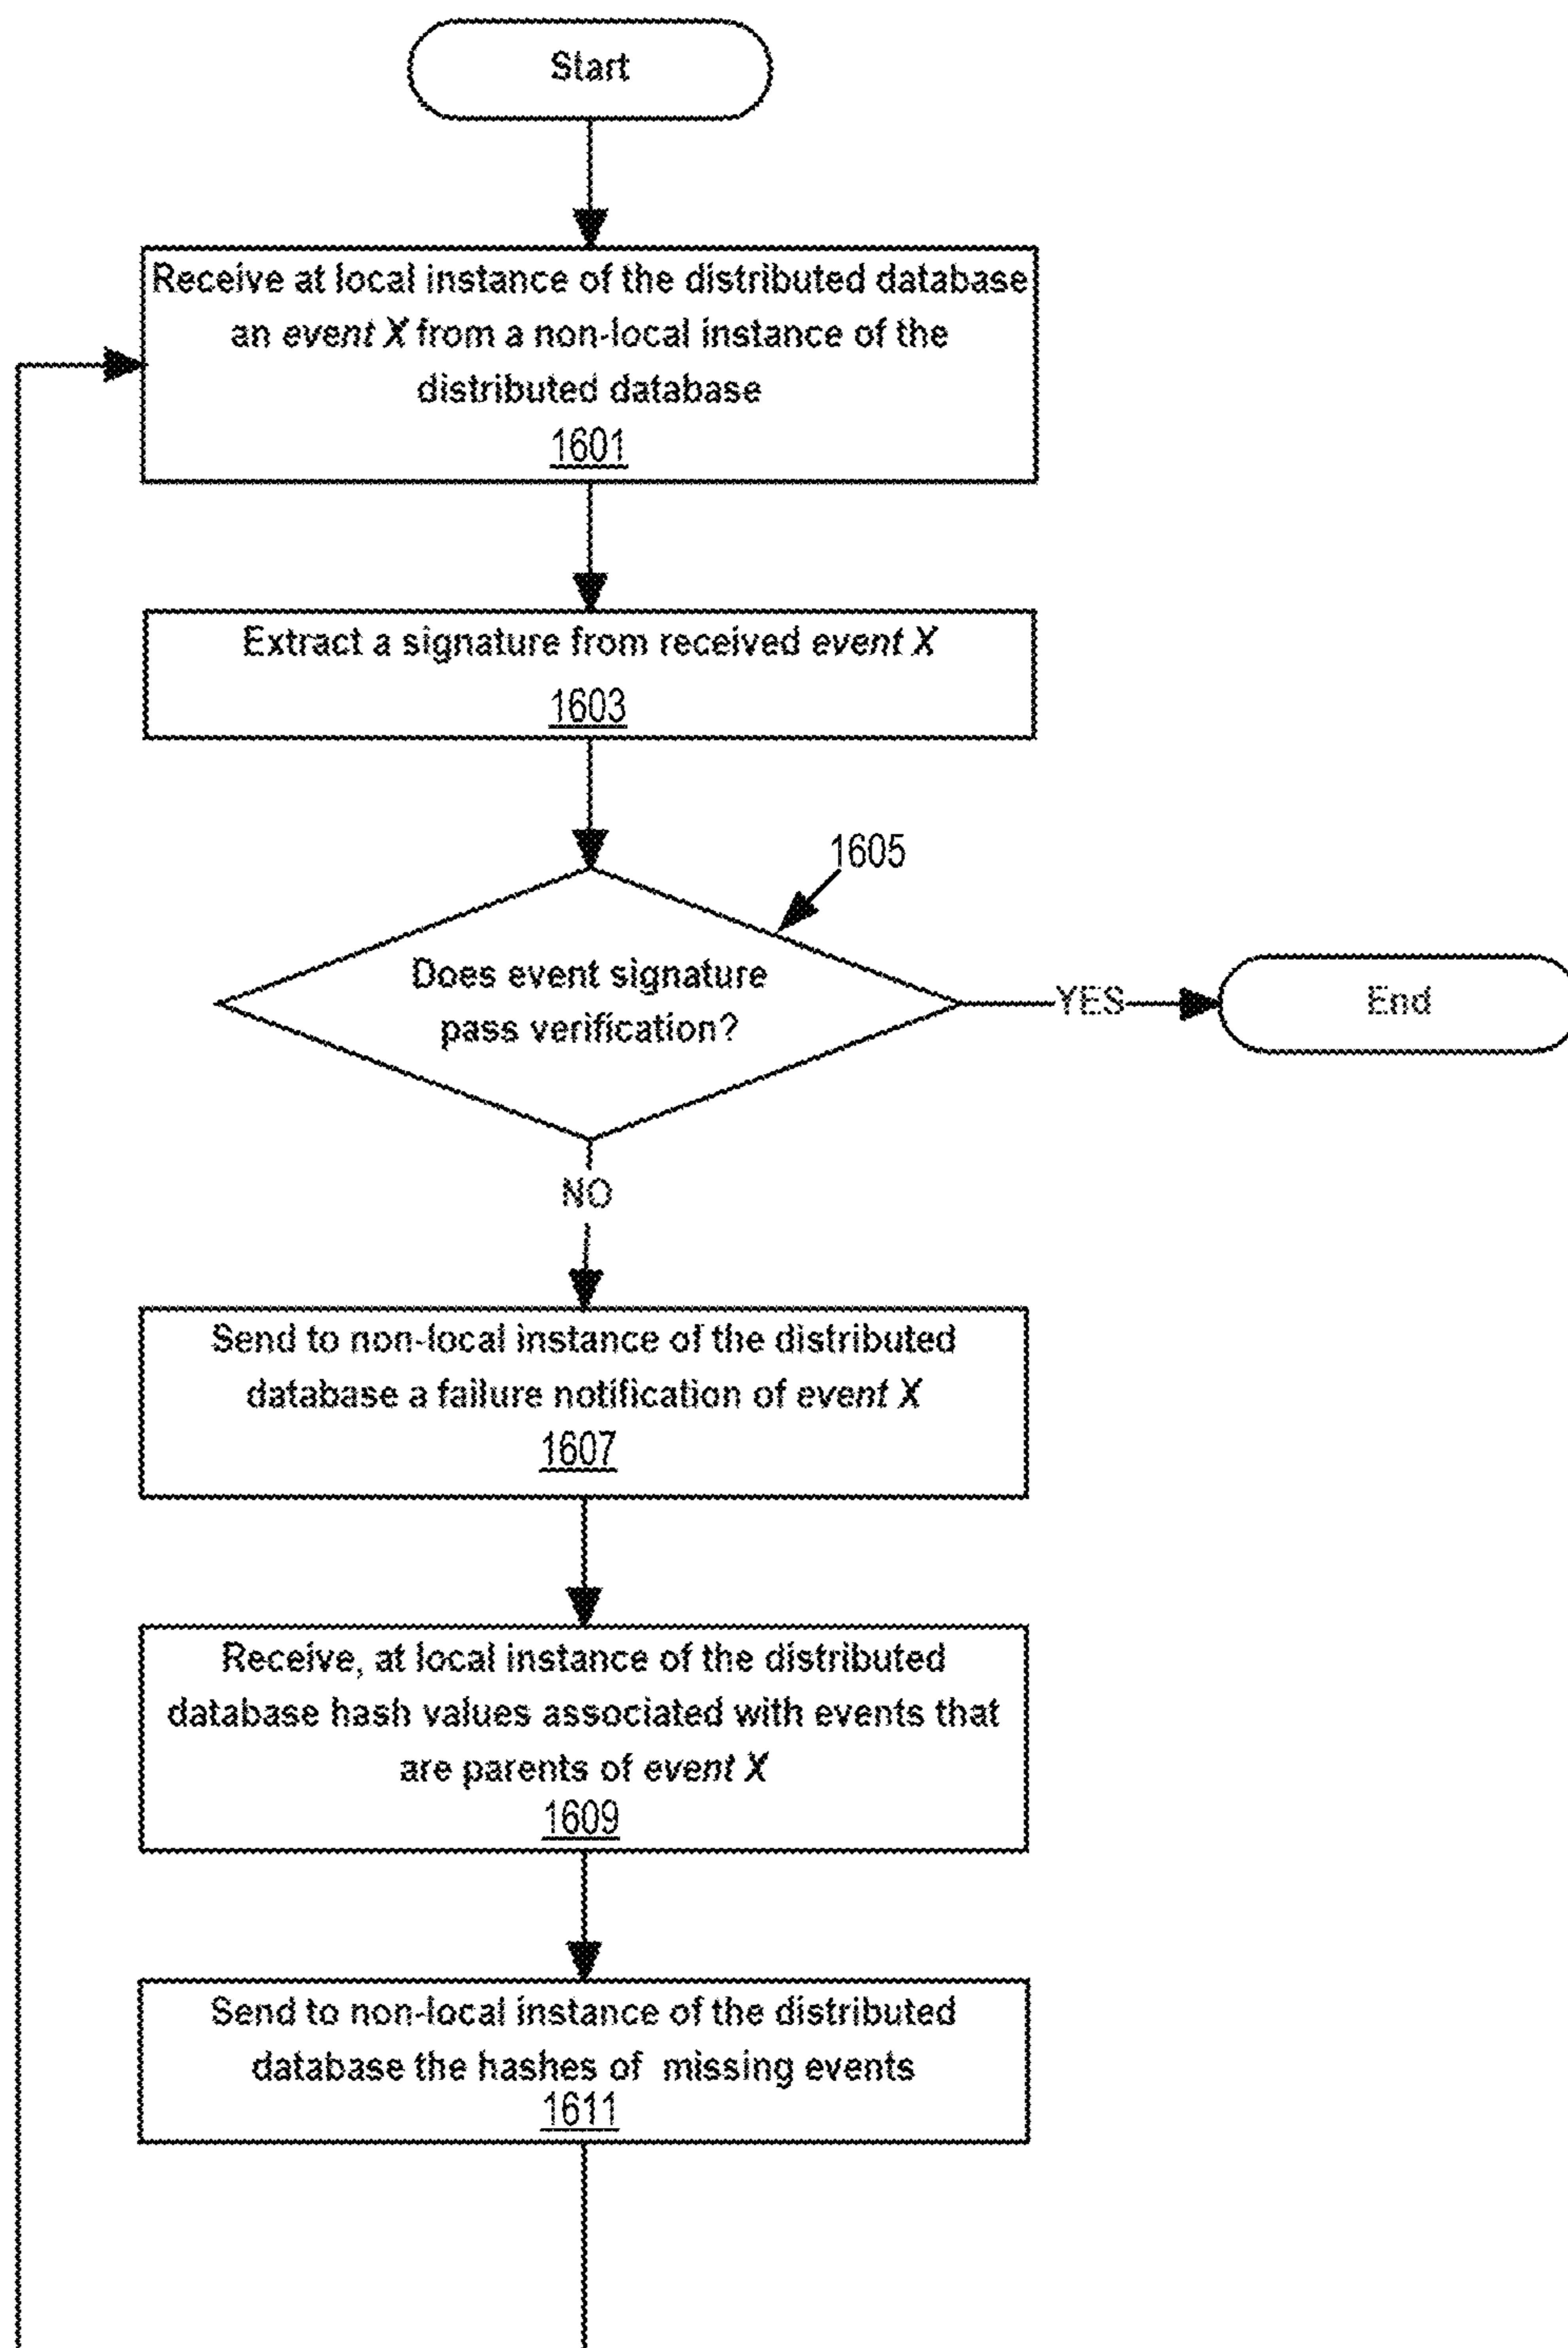 Start
Receive at local instance of the distributed database
an event X from a non-local instance of the
distributed database
1601
Extract a signature from received event X
1603
1605
Does event signature
pass verification?
YES
End
NO
Send to non-local instance of the distributed
database a failure notification of event X
1607
Receive, at local instance of the distributed
database hash values associated with events that
are parents of event X
1609
Send to non-local instance of the distributed
database the hashes of missing events
1611